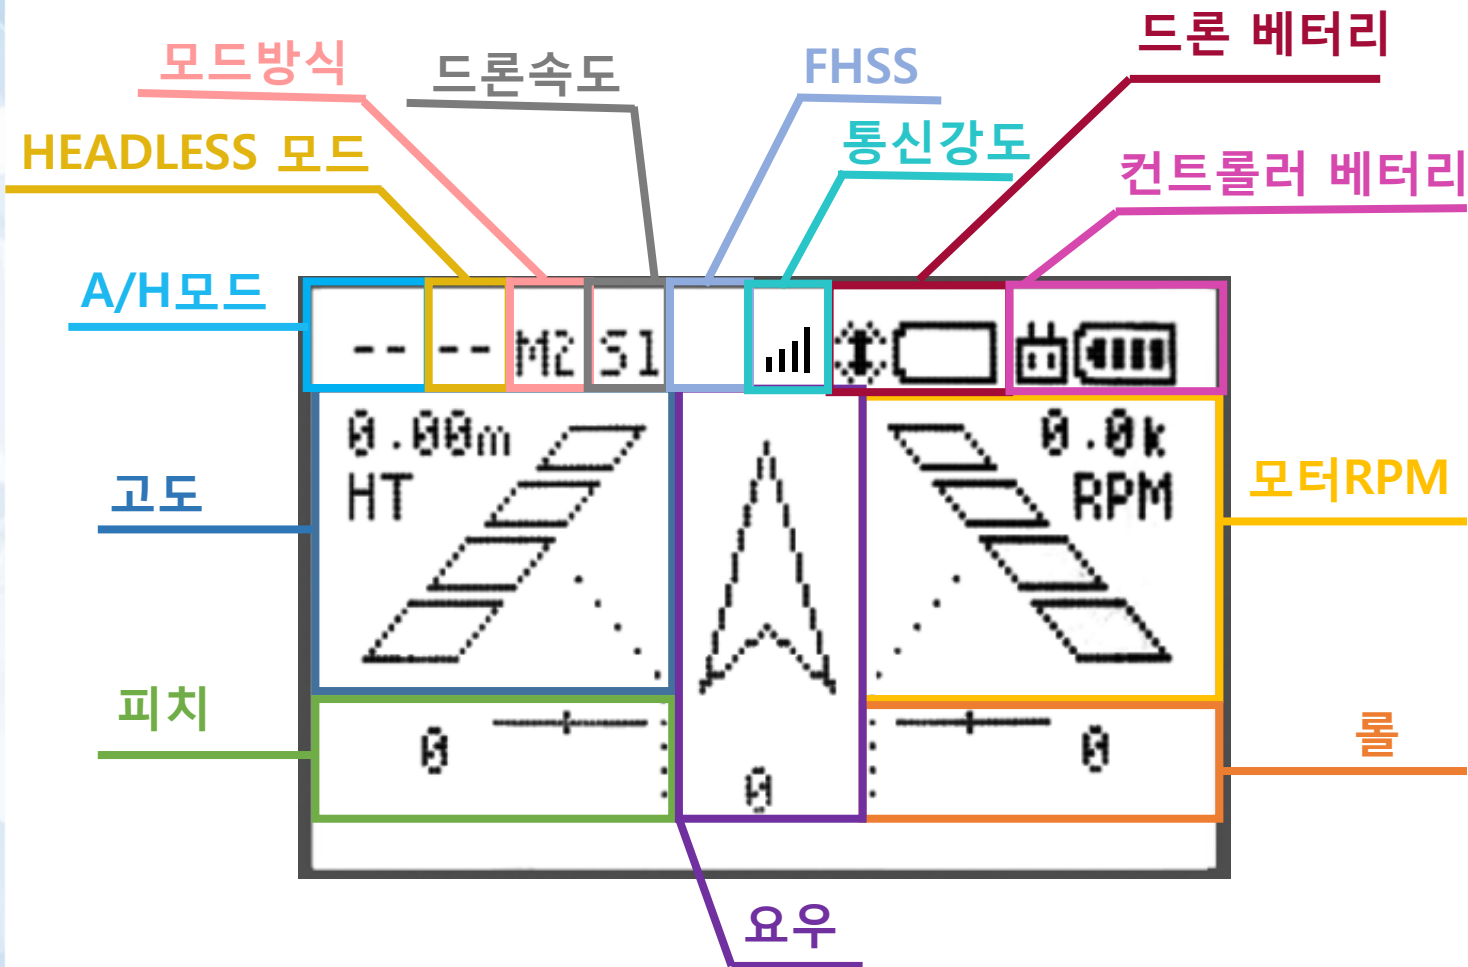 드론 베터리
모드방식
드론속도
FHSS
통신강도
HEADLESS 모드
컨트롤러 베터리
A/H모드
-- -- M2 S1
0.00m
0.0k
HT
RPM
고도
모터RPM
피치
0
0
0
롤
요우